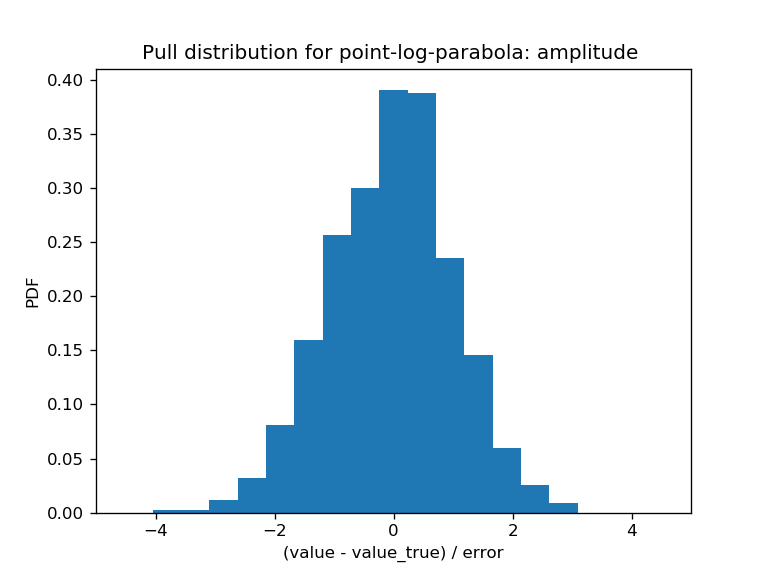 Pull distribution for point-log-parabola: amplitude
0.40
0.35
0.30
0.25
0.20
0.15
0.10
0.05
0.00
PDF
−4 −2 0 2 4
(value - value_true) / error